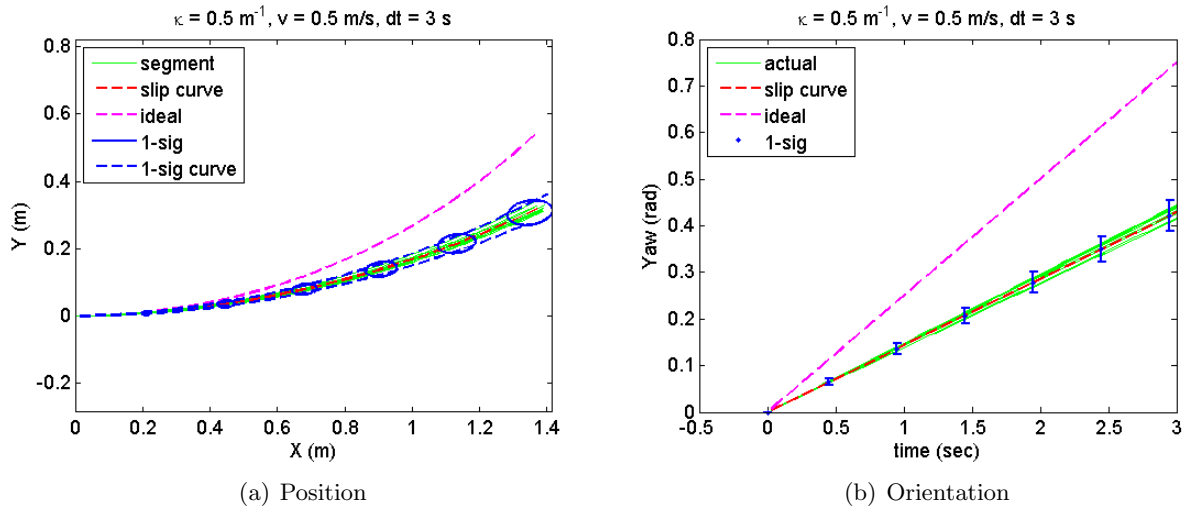 κ = 0.5 m⁻¹, v = 0.5 m/s, dt = 3 s
0.8
0.6
0.4
0.2
0
-0.2
Y (m)
segment
slip curve
ideal
1-sig
1-sig curve
0 0.2 0.4 0.6 0.8 1 1.2 1.4
X (m)
(a) Position
κ = 0.5 m⁻¹, v = 0.5 m/s, dt = 3 s
0.8
0.7
0.6
0.5
0.4
0.3
0.2
0.1
0
Yaw (rad)
actual
slip curve
ideal
1-sig
-0.5 0 0.5 1 1.5 2 2.5 3
time (sec)
(b) Orientation